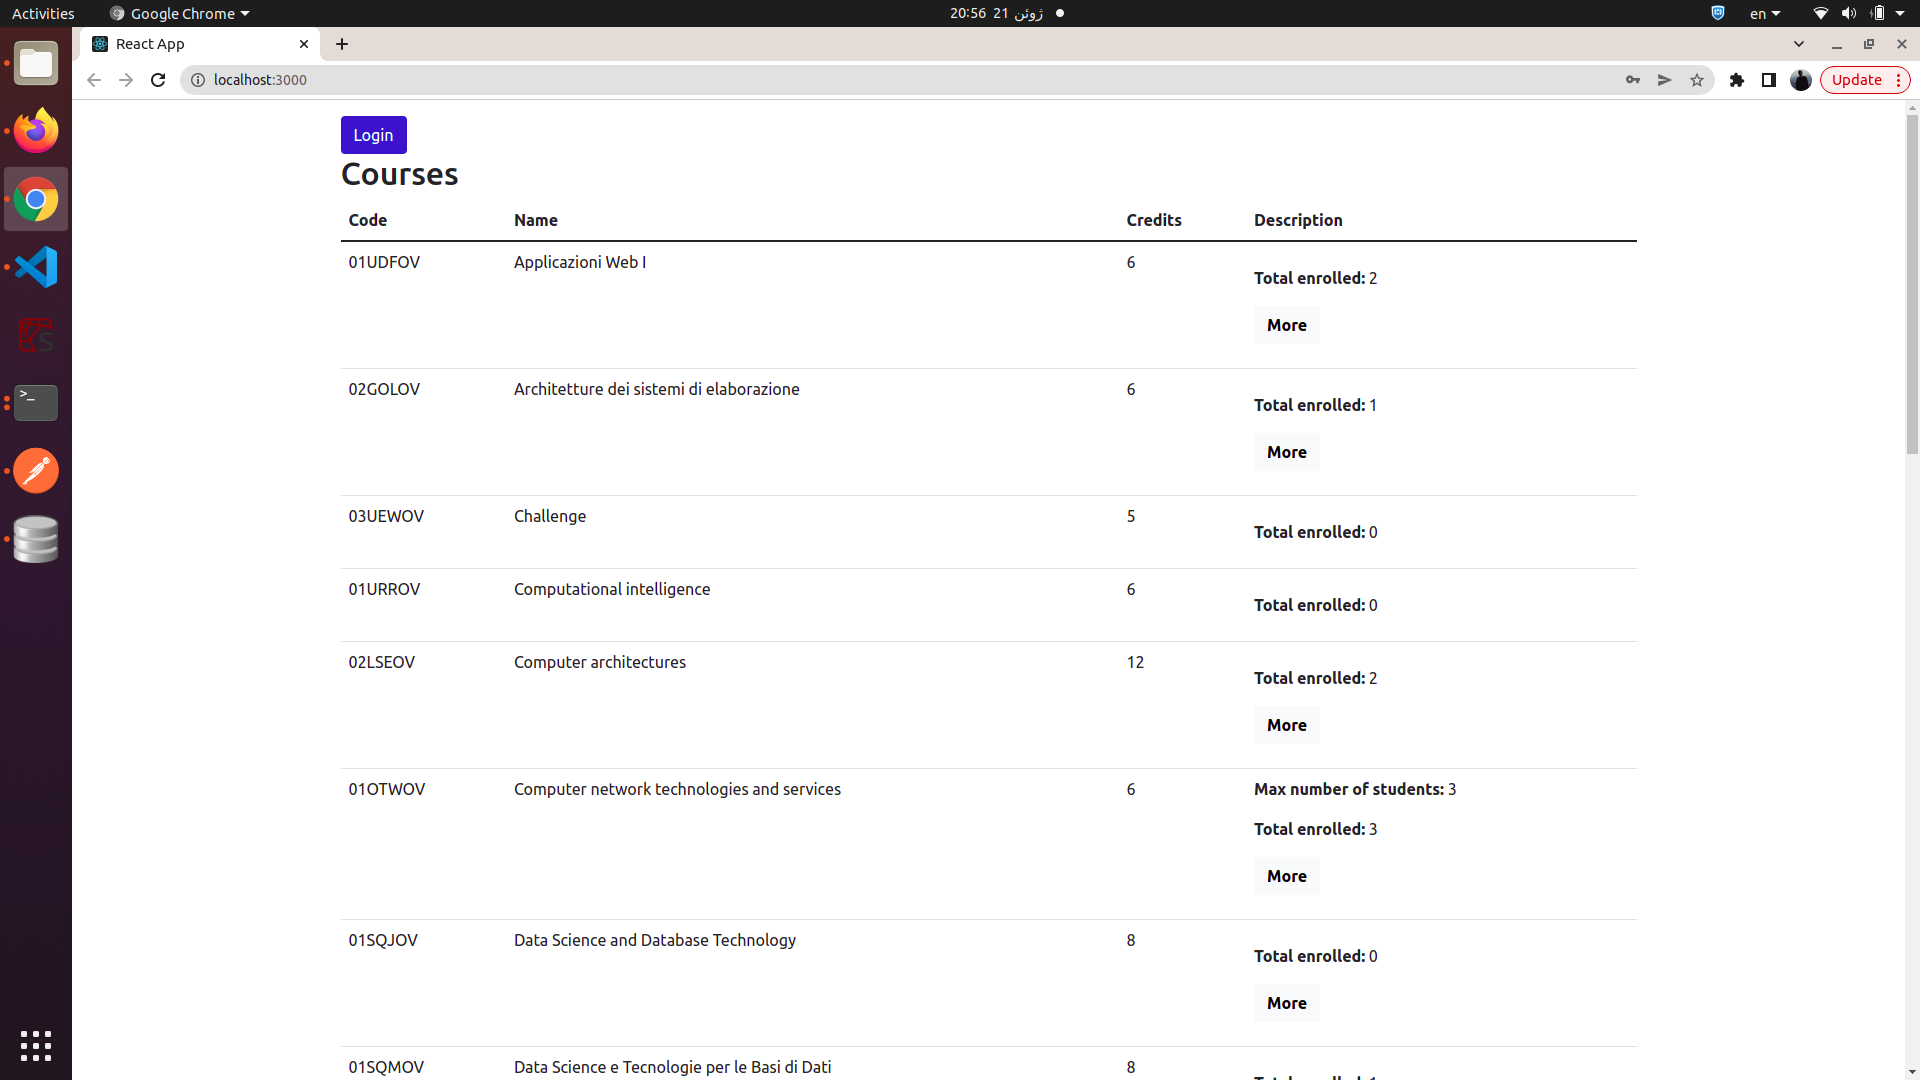 Activities Google Chrome 20:56 21 ژوئن en
React App
localhost:3000 Update
Login
Courses
Code Name Credits Description
01UDFOV Applicazioni Web I 6
Total enrolled: 2
More
02GOLOV Architetture dei sistemi di elaborazione 6
Total enrolled: 1
More
03UEWOV Challenge 5
Total enrolled: 0
01URROV Computational intelligence 6
Total enrolled: 0
02LSEOV Computer architectures 12
Total enrolled: 2
More
01OTWOV Computer network technologies and services 6 Max number of students: 3
Total enrolled: 3
More
01SQJOV Data Science and Database Technology 8
Total enrolled: 0
More
01SQMOV Data Science e Tecnologie per le Basi di Dati 8